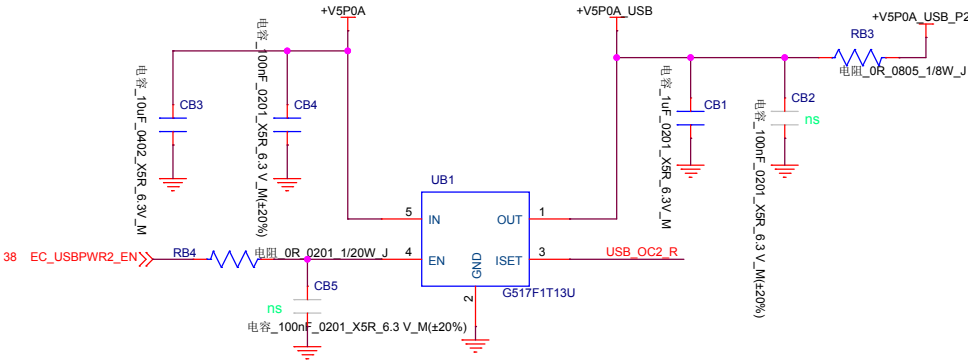 +V5P0A
+V5P0A_USB
+V5P0A_USB_P2
RB3
电阻_0R_0805_1/8W_J
CB3
电容_10uF_0402_X5R_6.3V_M
CB4
电容_100nF_0201_X5R_6.3 V_M(±20%)
CB1
电容_1uF_0201_X5R_6.3V_M
CB2
ns
电容_100nF_0201_X5R_6.3 V_M(±20%)
UB1
5
IN
OUT
1
38
EC_USBPWR2_EN
RB4
电阻_0R_0201_1/20W_J
4
EN
ISET
3
USB_OC2_R
GND
2
G517F1T13U
CB5
ns
电容_100nF_0201_X5R_6.3 V_M(±20%)